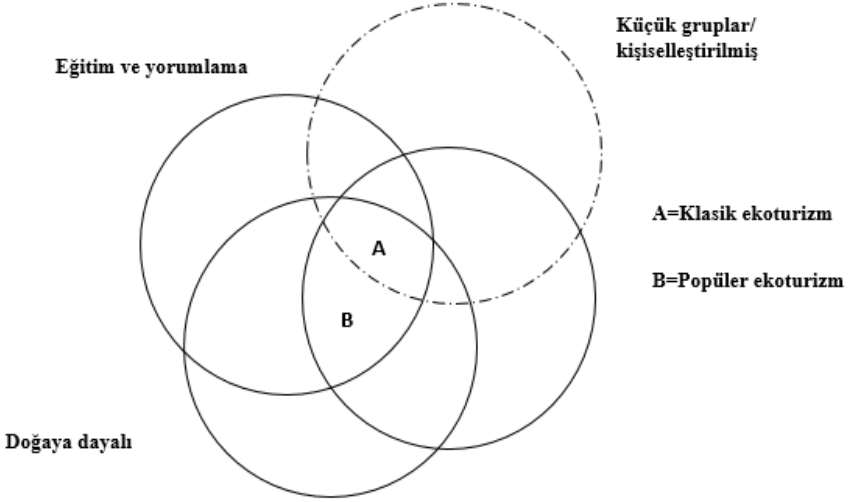 Küçük gruplar/
kişiselleştirilmiş
Eğitim ve yorumlama
A=Klasik ekoturizm
A
B=Popüler ekoturizm
B
Doğaya dayalı